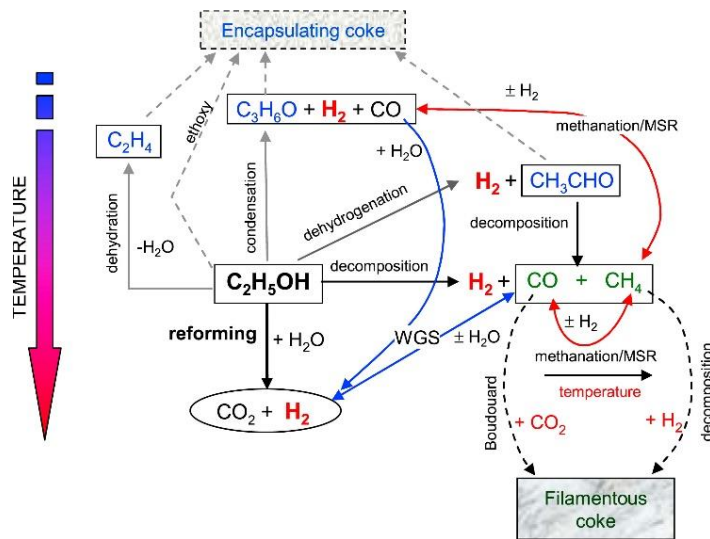 Encapsulating coke
± H₂
C₃H₆O + H₂ + CO
ethoxy
methanation/MSR
C₂H₄
+ H₂O
H₂ + CH₃CHO
TEMPERATURE
dehydration
-H₂O
condensation
dehydrogenation
decomposition
C₂H₅OH
decomposition
H₂ + CO + CH₄
reforming
+ H₂O
WGS
± H₂O
± H₂
methanation/MSR
temperature
CO₂ + H₂
Boudouard
+ CO₂
+ H₂
decomposition
Filamentous
coke